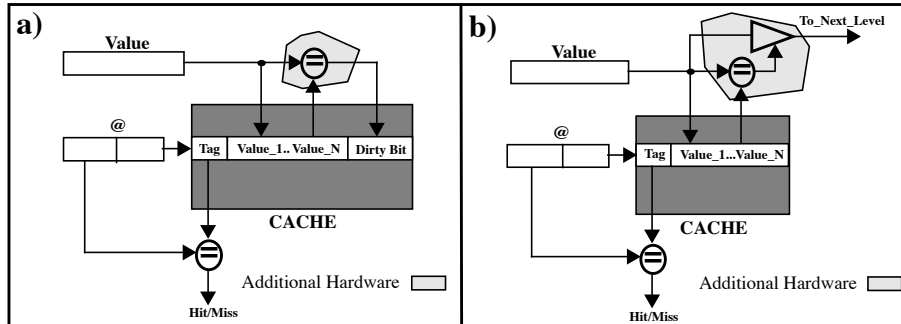 a)
Value
=
@
Tag
Value_1.. Value_N
Dirty Bit
CACHE
=
Additional Hardware
Hit/Miss
b)
To_Next_Level
Value
=
@
Tag
Value_1...Value_N
CACHE
=
Additional Hardware
Hit/Miss